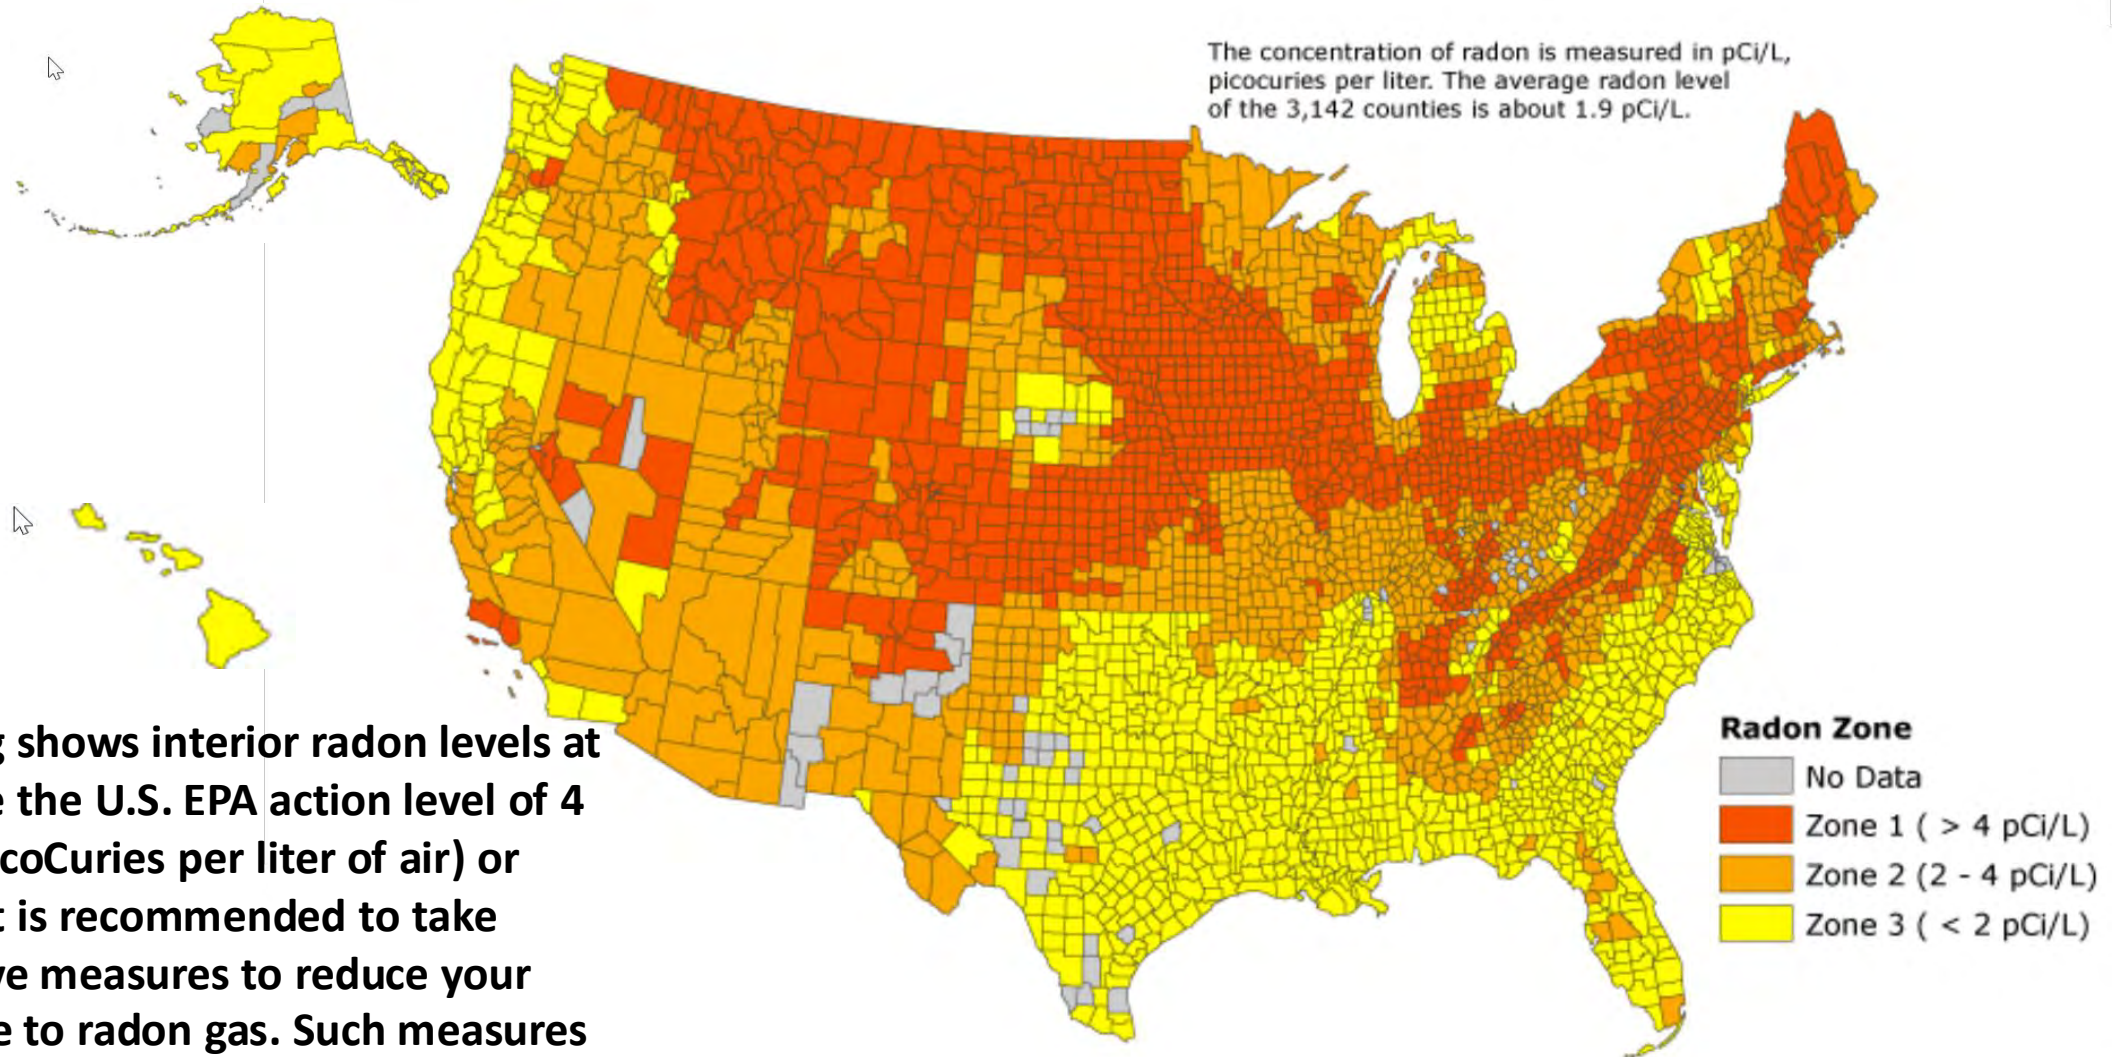 The concentration of radon is measured in pCi/L,
picocuries per liter. The average radon level
of the 3,142 counties is about 1.9 pCi/L.
g shows interior radon levels at
e the U.S. EPA action level of 4
coCuries per liter of air) or
t is recommended to take
ve measures to reduce your
e to radon gas. Such measures
Radon Zone
No Data
Zone 1 ( > 4 pCi/L)
Zone 2 (2 - 4 pCi/L)
Zone 3 ( < 2 pCi/L)